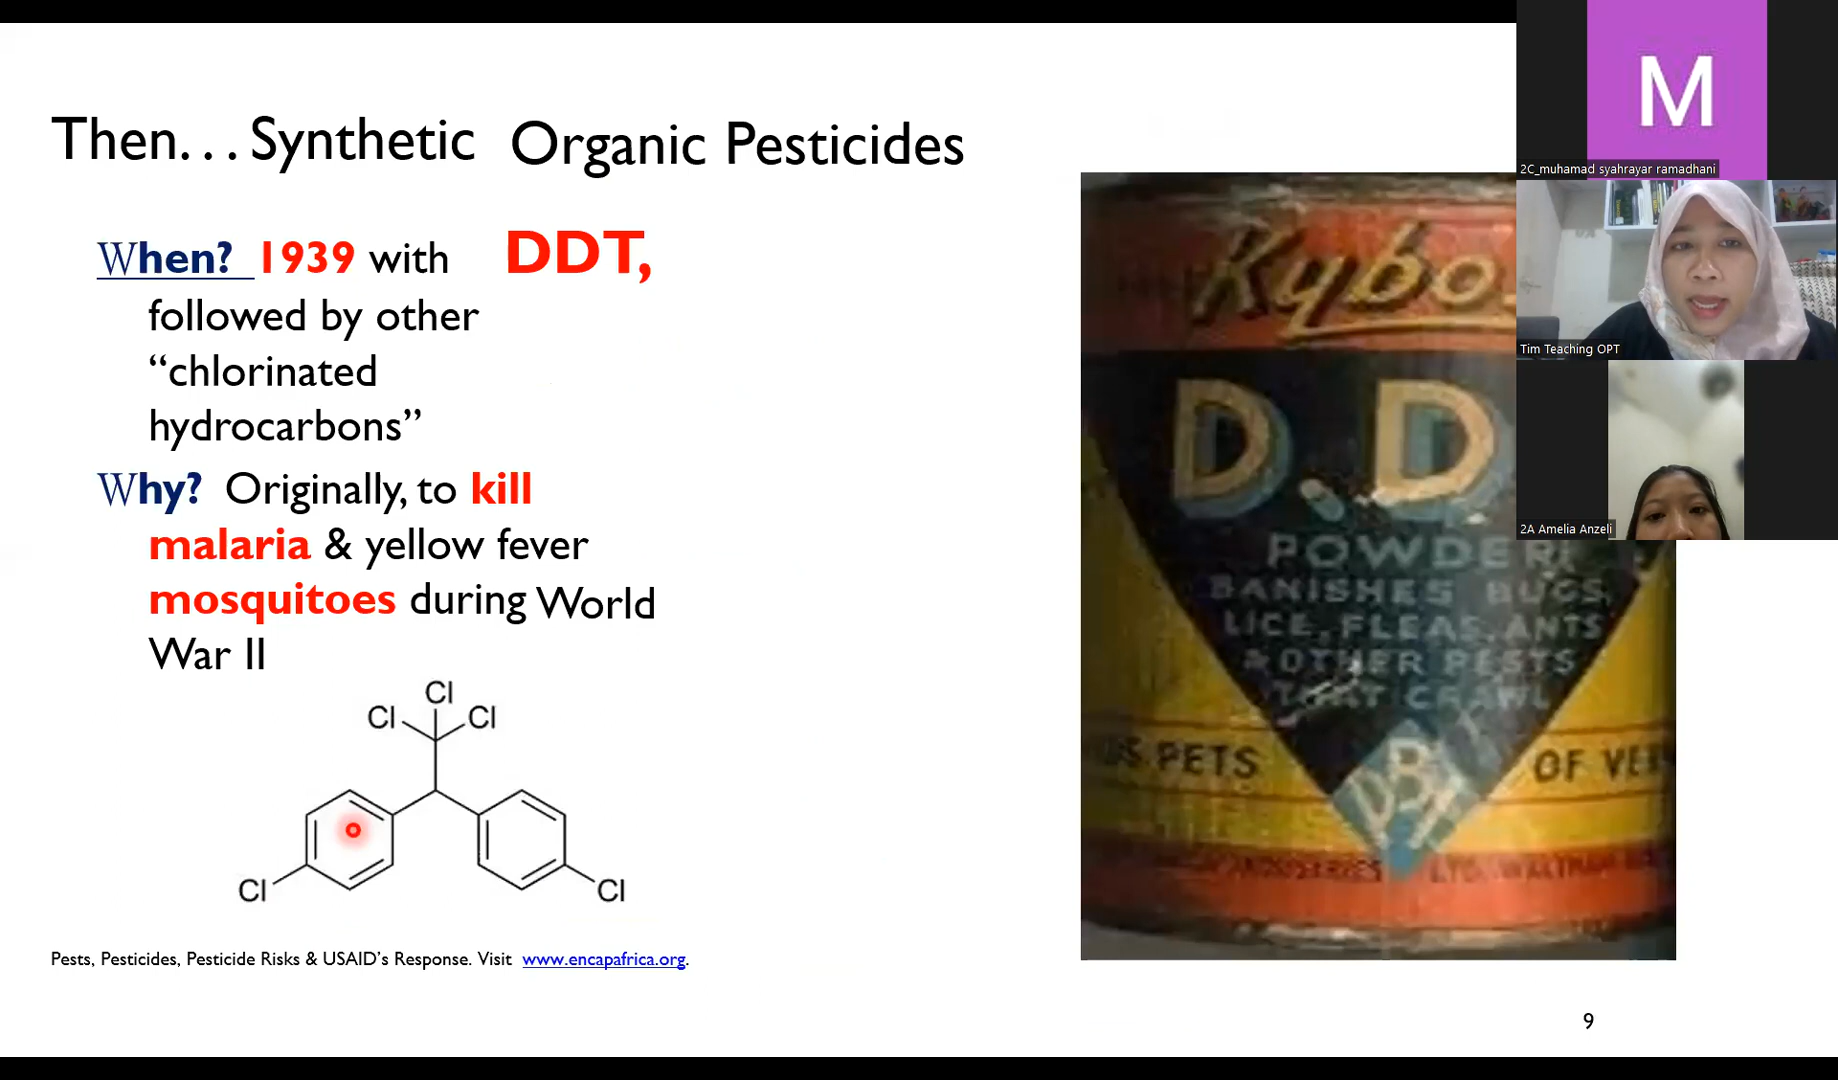 Then... Synthetic Organic Pesticides
When? 1939 with DDT,
followed by other
“chlorinated
hydrocarbons”
Why? Originally, to kill
malaria & yellow fever
mosquitoes during World
War II
Cl
Cl Cl
Cl Cl
Pests, Pesticides, Pesticide Risks & USAID’s Response. Visit www.encapafrica.org.
Kybo
D.D.
POWDER
BANISHES BUGS,
LICE, FLEAS, ANTS
& OTHER PESTS
THAT CRAWL
PETS
OF
LTD. WALTHAM
9
M
2C_muhamad syahrayar ramadhani
Tim Teaching OPT
2A Amelia Anzeli